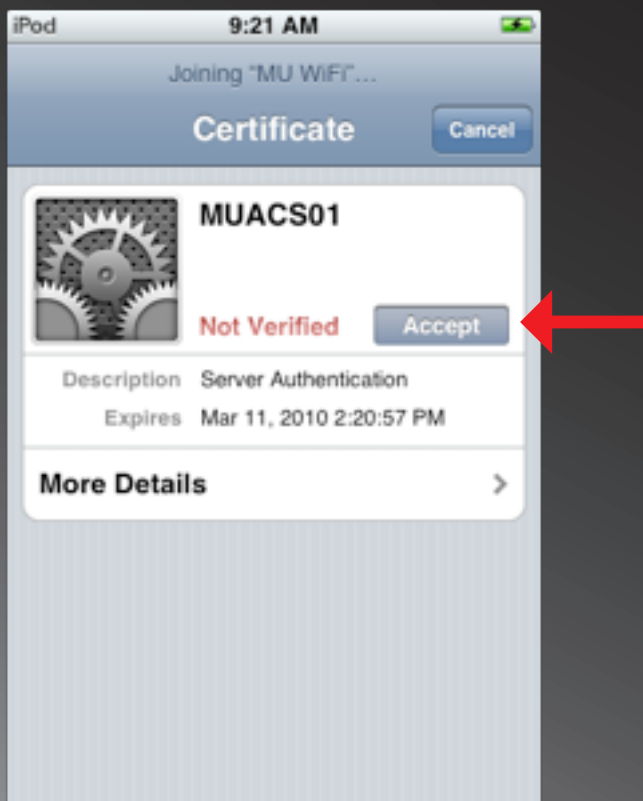 iPod 9:21 AM
Joining "MU WiFi"...
Certificate Cancel
MUACS01
Not Verified Accept
Description Server Authentication
Expires Mar 11, 2010 2:20:57 PM
More Details